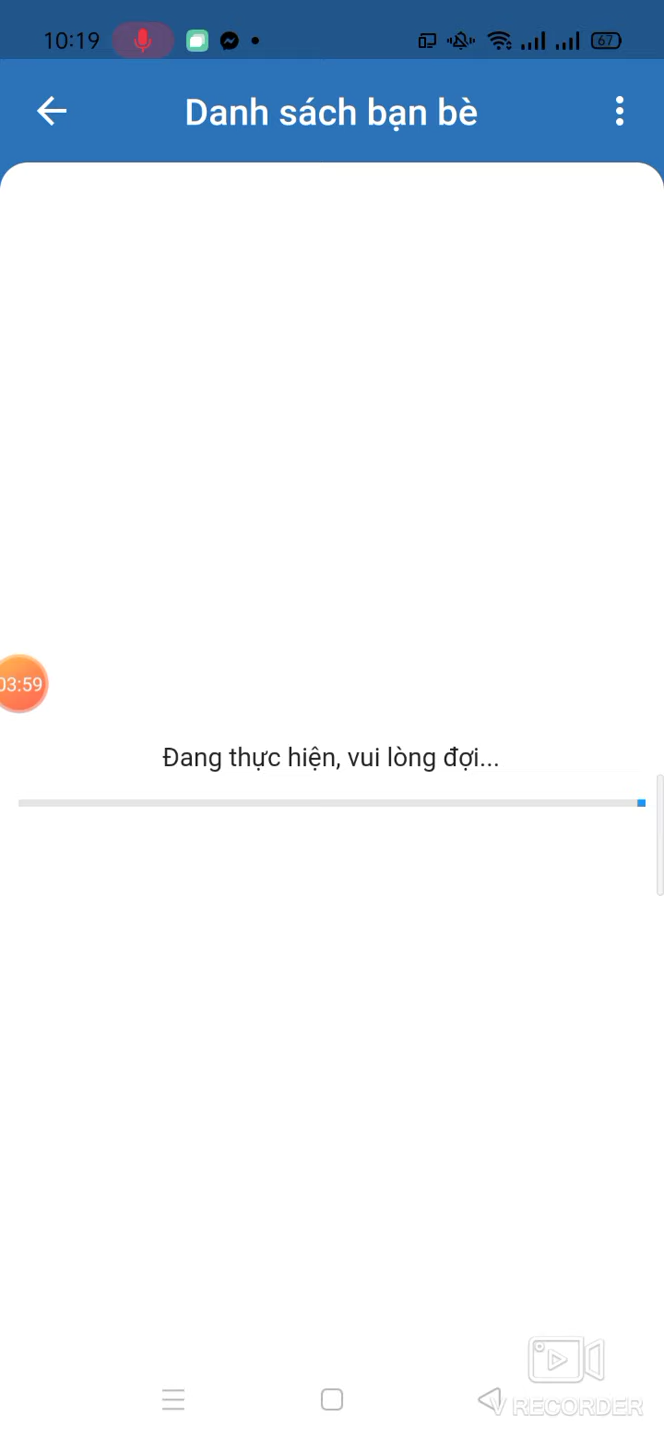 10:19
67
Danh sách bạn bè
03:59
Đang thực hiện, vui lòng đợi...
V RECORDER